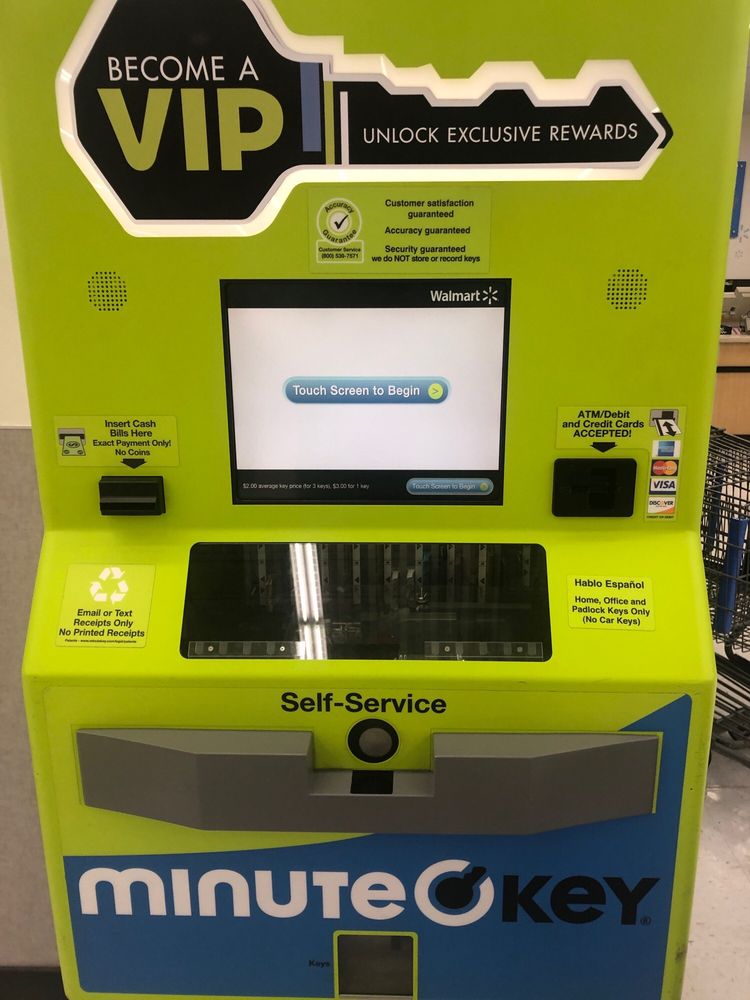 BECOME A
VIP
UNLOCK EXCLUSIVE REWARDS
Accuracy
Guarantee
Customer Service
(800) 539-7571
Customer satisfaction
guaranteed
Accuracy guaranteed
Security guaranteed
we do NOT store or record keys
Walmart
Touch Screen to Begin
$2.00 average key price (for 3 keys), $3.00 for 1 key
Touch Screen to Begin
Insert Cash
Bills Here
Exact Payment Only!
No Coins
ATM/Debit
and Credit Cards
ACCEPTED!
MasterCard
VISA
DISCOVER
Email or Text
Receipts Only
No Printed Receipts
Hablo Español
Home, Office and
Padlock Keys Only
(No Car Keys)
Self-Service
minuTe KEY®
Keys